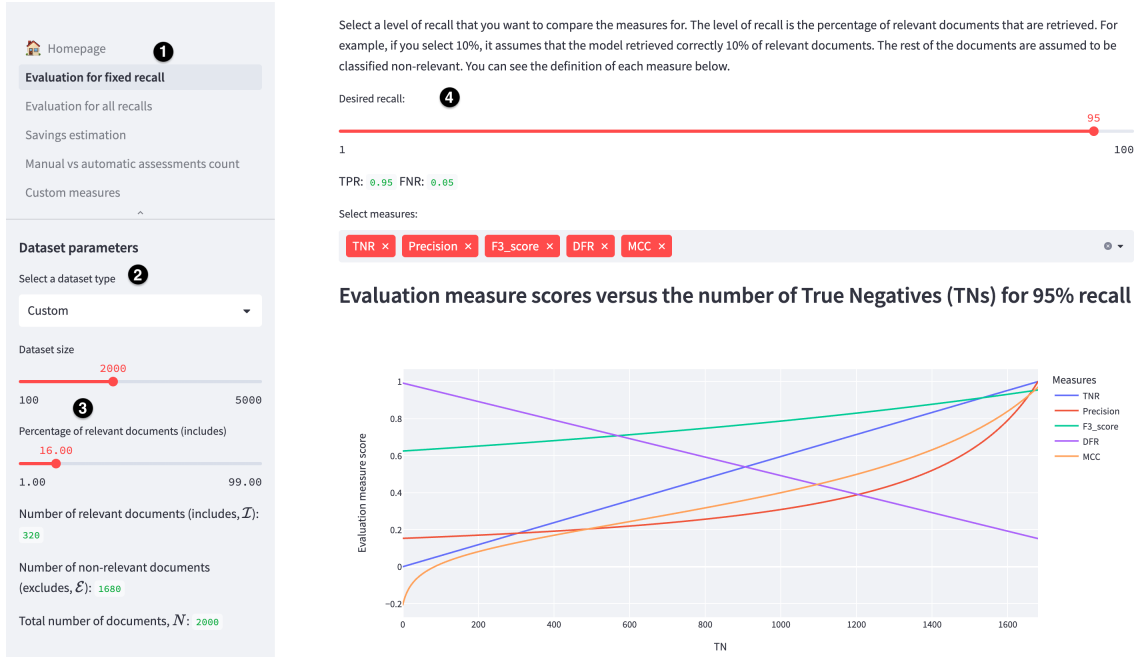 Homepage
1
Evaluation for fixed recall
Evaluation for all recalls
Savings estimation
Manual vs automatic assessments count
Custom measures
Dataset parameters
2
Select a dataset type
Custom
Dataset size
2000
100
5000
3
Percentage of relevant documents (includes)
16.00
1.00
99.00
Number of relevant documents (includes, ℐ):
320
Number of non-relevant documents
(excludes, ℰ): 1680
Total number of documents, N: 2000
Select a level of recall that you want to compare the measures for. The level of recall is the percentage of relevant documents that are retrieved. For
example, if you select 10%, it assumes that the model retrieved correctly 10% of relevant documents. The rest of the documents are assumed to be
classified non-relevant. You can see the definition of each measure below.
Desired recall:
4
95
1
100
TPR: 0.95 FNR: 0.05
Select measures:
TNR × Precision × F3_score × DFR × MCC ×
Evaluation measure scores versus the number of True Negatives (TNs) for 95% recall
Evaluation measure score
1
0.8
0.6
0.4
0.2
0
−0.2
0 200 400 600 800 1000 1200 1400 1600
TN
Measures
TNR
Precision
F3_score
DFR
MCC